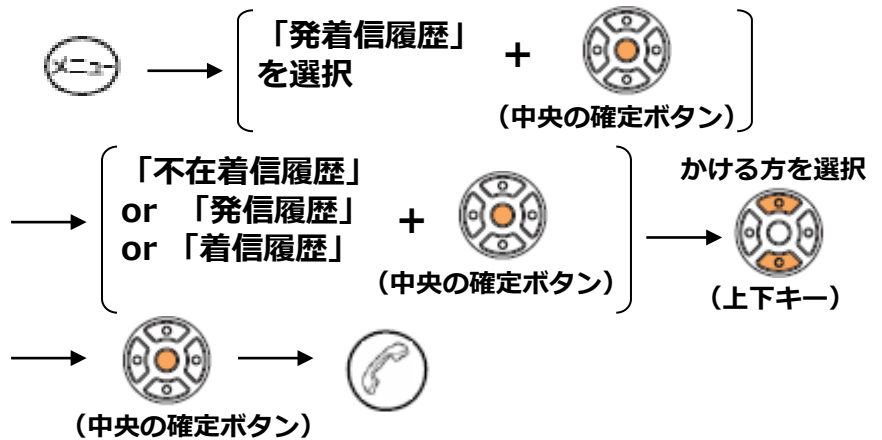 メニュー
「発着信履歴」
を選択
+
（中央の確定ボタン）
「不在着信履歴」
or 「発信履歴」
or 「着信履歴」
+
（中央の確定ボタン）
かける方を選択
（上下キー）
（中央の確定ボタン）